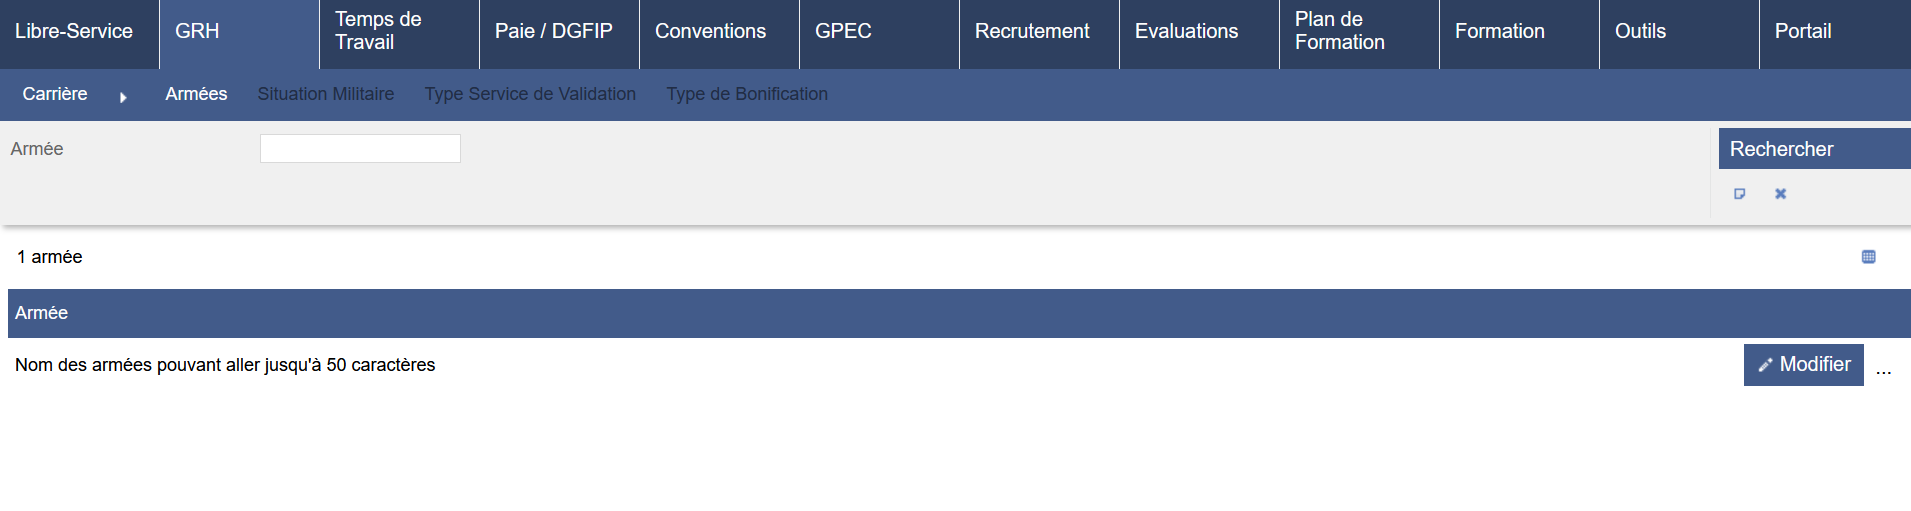 Libre-Service
GRH
Temps de
Travail
Paie / DGFIP
Conventions
GPEC
Recrutement
Evaluations
Plan de
Formation
Formation
Outils
Portail
Carrière
Armées
Situation Militaire
Type Service de Validation
Type de Bonification
Armée
Rechercher
1 armée
Armée
Nom des armées pouvant aller jusqu'à 50 caractères
Modifier
...